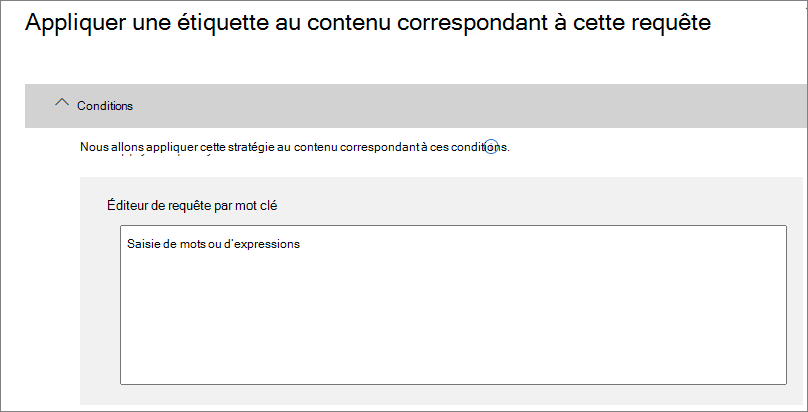 Appliquer une étiquette au contenu correspondant à cette requête
Conditions
Nous allons appliquer cette stratégie au contenu correspondant à ces conditions.
Éditeur de requête par mot clé
Saisie de mots ou d'expressions